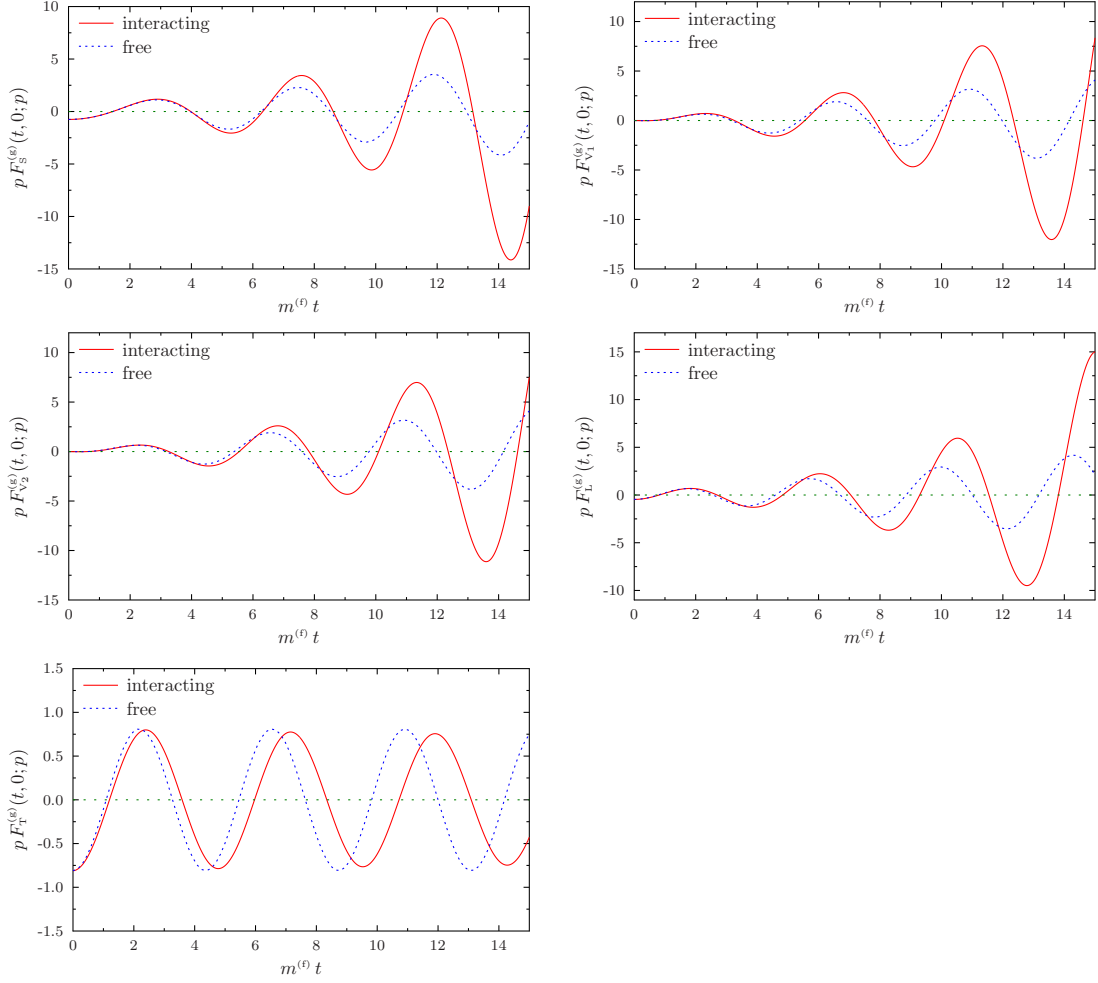 interacting
free
10
5
0
-5
-10
-15
p F_S^(g)(t, 0; p)
0 2 4 6 8 10 12 14
m^(f) t
interacting
free
10
5
0
-5
-10
-15
p F_V1^(g)(t, 0; p)
0 2 4 6 8 10 12 14
m^(f) t
interacting
free
10
5
0
-5
-10
-15
p F_V2^(g)(t, 0; p)
0 2 4 6 8 10 12 14
m^(f) t
interacting
free
15
10
5
0
-5
-10
p F_L^(g)(t, 0; p)
0 2 4 6 8 10 12 14
m^(f) t
interacting
free
1.5
1.0
0.5
0.0
-0.5
-1.0
-1.5
p F_T^(g)(t, 0; p)
0 2 4 6 8 10 12 14
m^(f) t